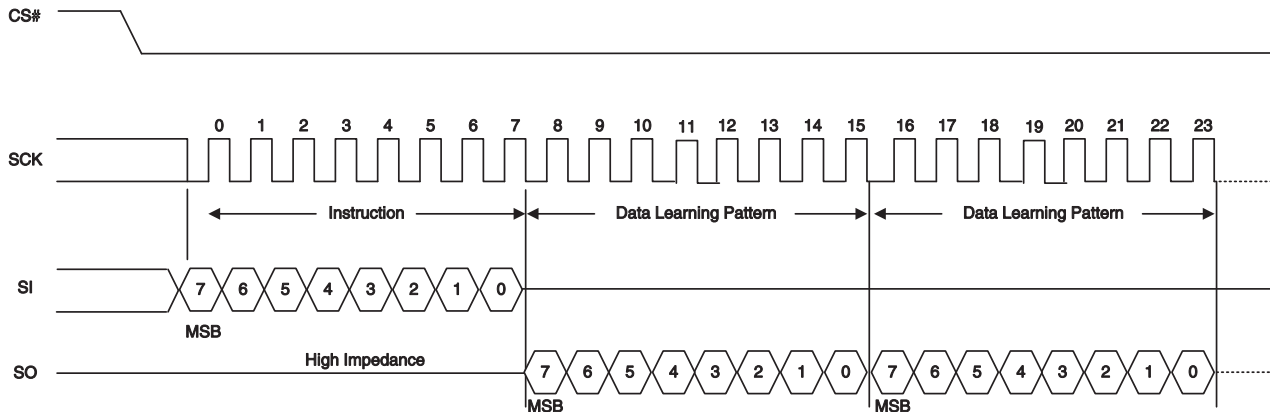 CS#
0 1 2 3 4 5 6 7 8 9 10 11 12 13 14 15 16 17 18 19 20 21 22 23
SCK
Instruction Data Learning Pattern Data Learning Pattern
SI 7 6 5 4 3 2 1 0
MSB
High Impedance
SO 7 6 5 4 3 2 1 0 7 6 5 4 3 2 1 0
MSB MSB